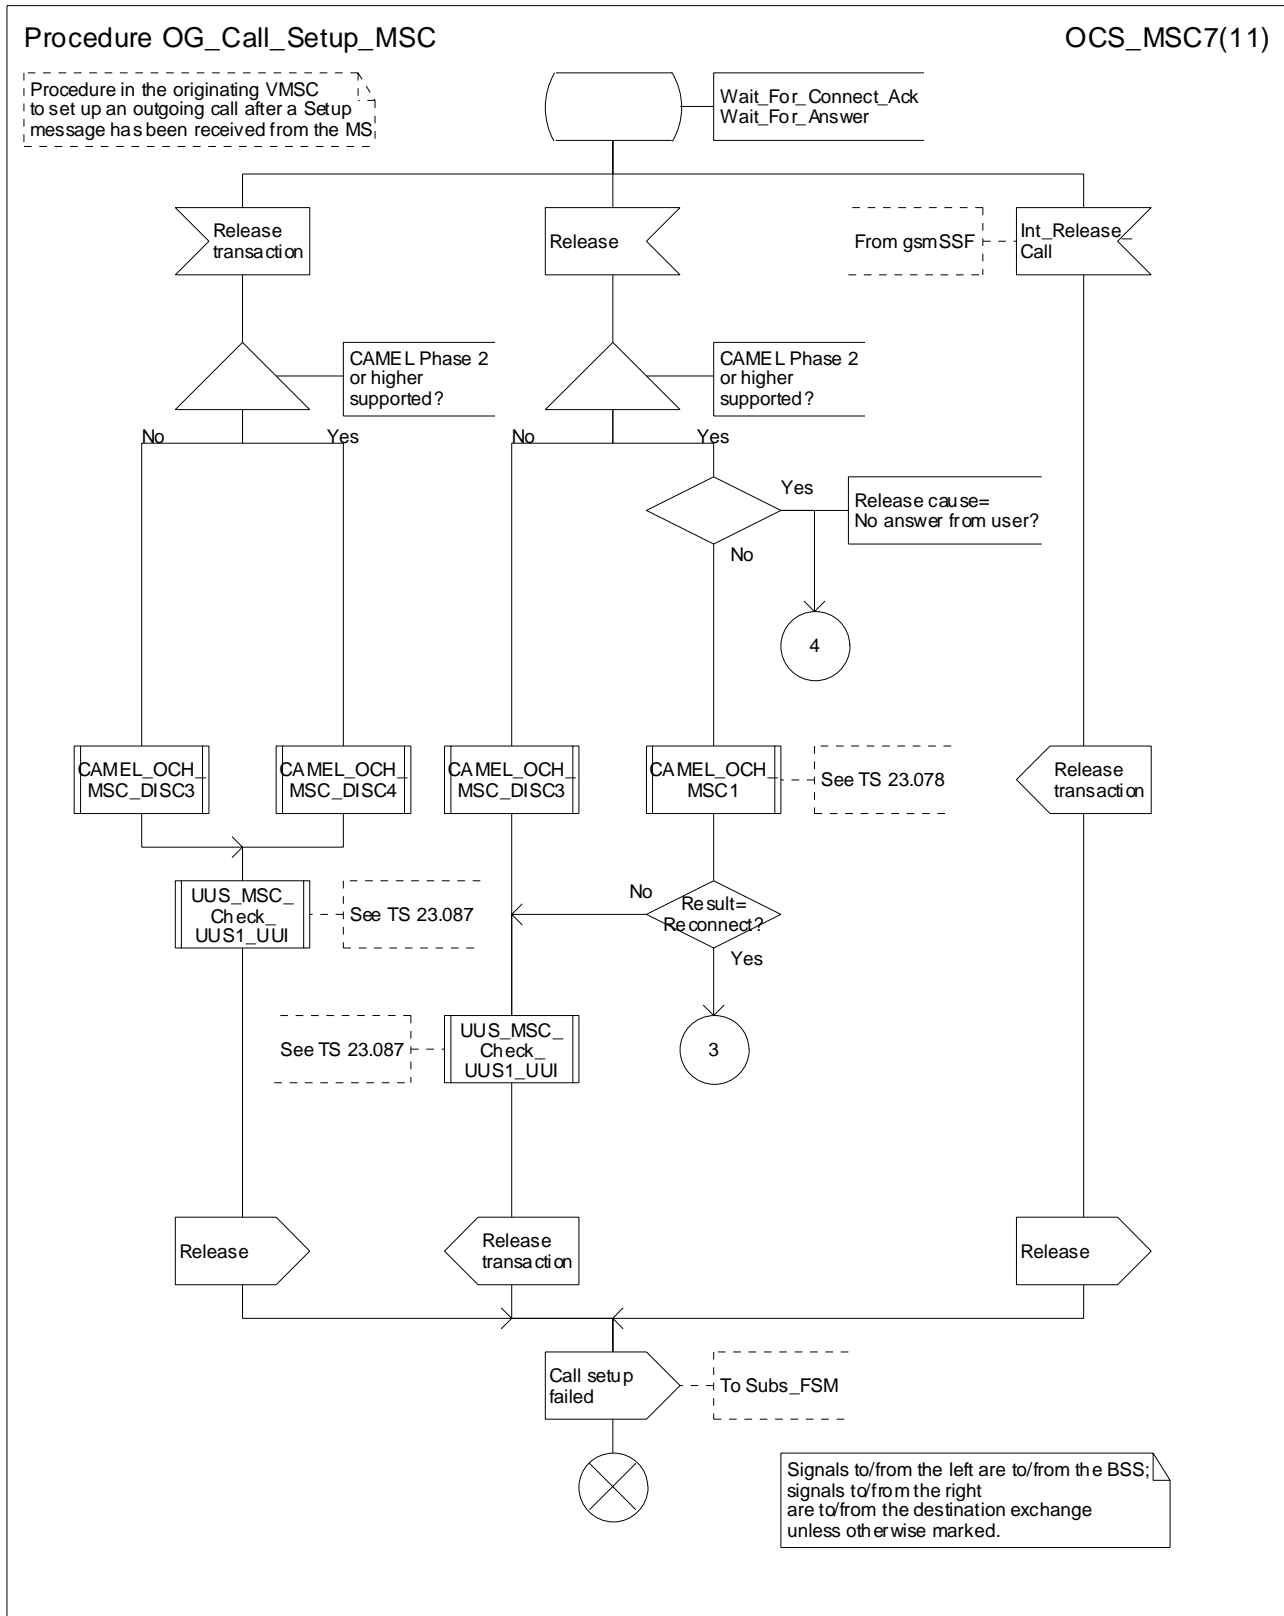 Procedure OG_Call_Setup_MSC
OCS_MSC7(11)
Procedure in the originating VMSC
to set up an outgoing call after a Setup
message has been received from the MS
Wait_For_Connect_Ack
Wait_For_Answer
Release
transaction
Release
From gsmSSF
Int_Release_
Call
CAMEL Phase 2
or higher
supported?
CAMEL Phase 2
or higher
supported?
No
Yes
No
Yes
Yes
Release cause=
No answer from user?
No
4
CAMEL_OCH_
MSC_DISC3
CAMEL_OCH_
MSC_DISC4
CAMEL_OCH_
MSC_DISC3
CAMEL_OCH_
MSC1
See TS 23.078
Release
transaction
UUS_MSC_
Check_
UUS1_UUI
See TS 23.087
No
Result=
Reconnect?
Yes
See TS 23.087
UUS_MSC_
Check_
UUS1_UUI
3
Release
Release
transaction
Release
Call setup
failed
To Subs_FSM
Signals to/from the left are to/from the BSS;
signals to/from the right
are to/from the destination exchange
unless otherwise marked.